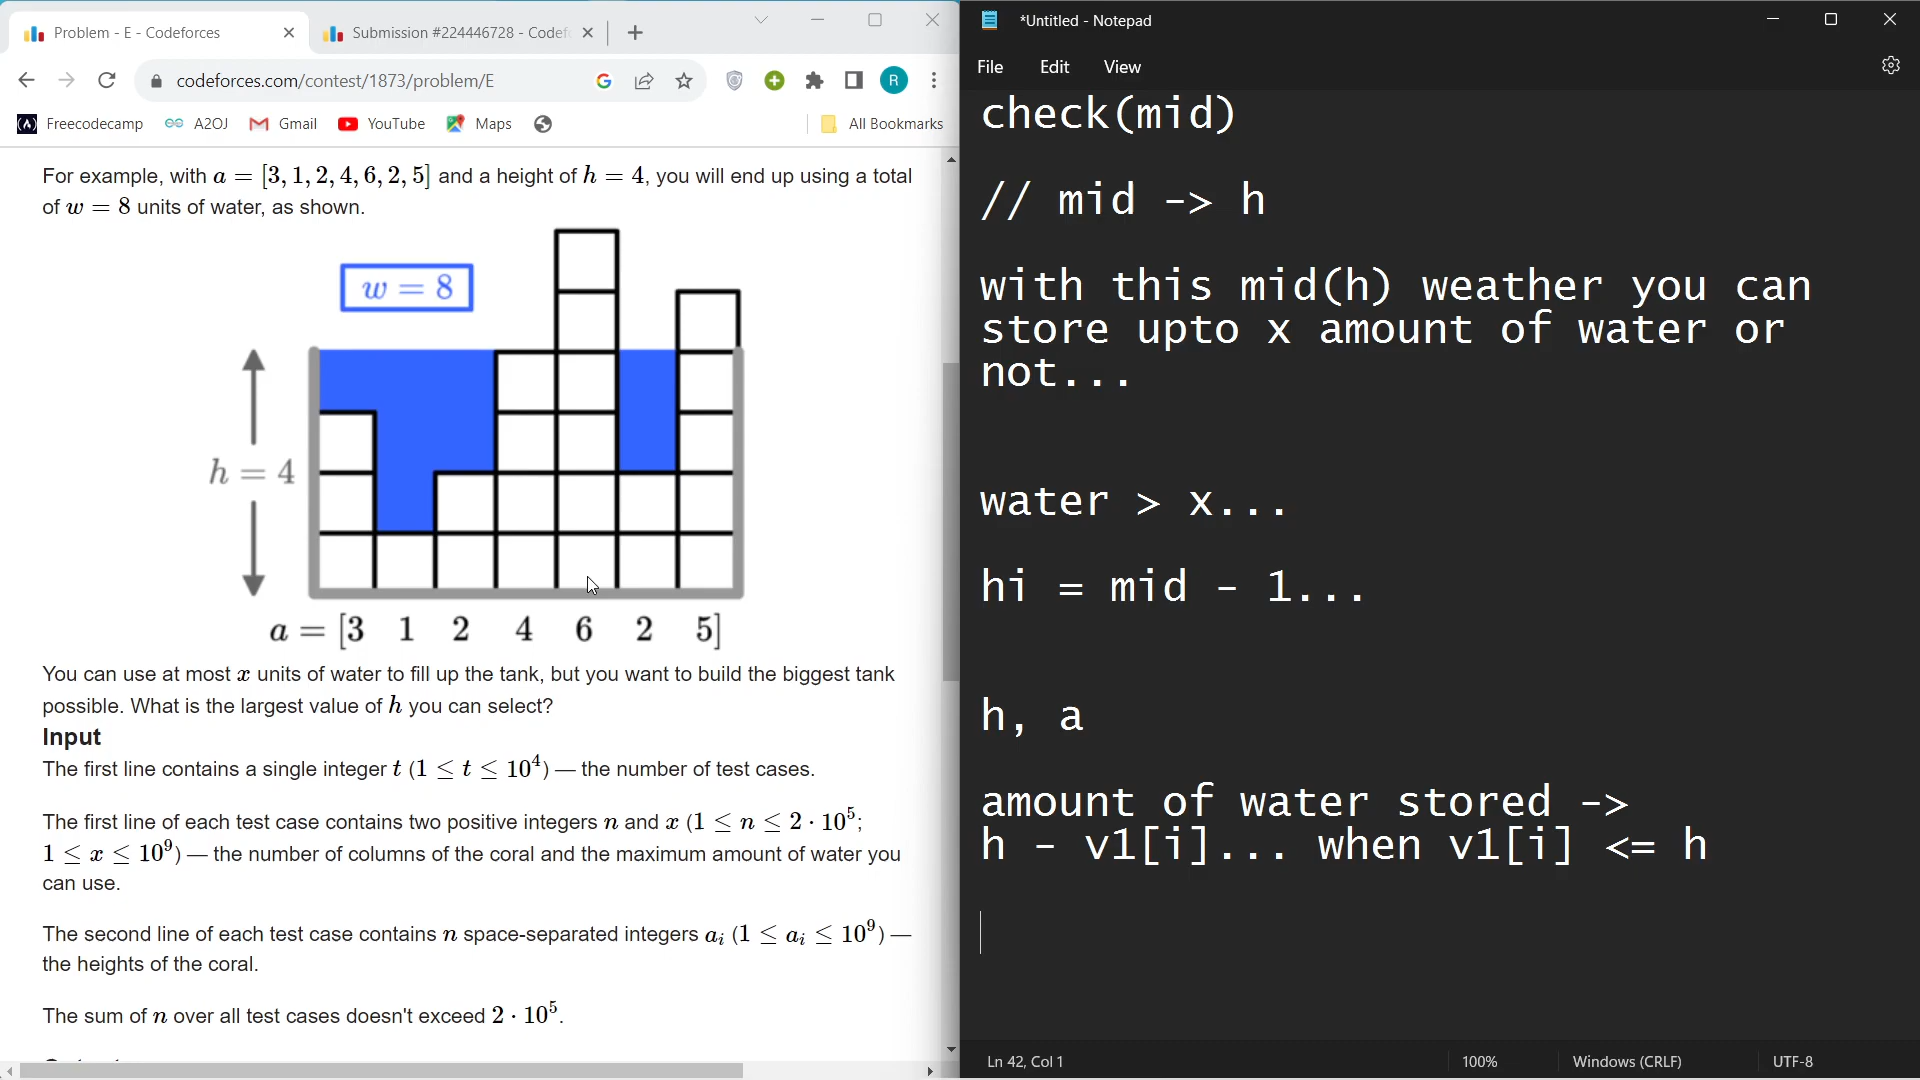 Problem - E - Codeforces
Submission #224446728 - Codef
codeforces.com/contest/1873/problem/E
R
Freecodecamp
A2OJ
Gmail
YouTube
Maps
All Bookmarks
For example, with a = [3, 1, 2, 4, 6, 2, 5] and a height of h = 4, you will end up using a total
of w = 8 units of water, as shown.
w = 8
h = 4
a = [3 1 2 4 6 2 5]
You can use at most x units of water to fill up the tank, but you want to build the biggest tank
possible. What is the largest value of h you can select?
Input
The first line contains a single integer t (1 ≤ t ≤ 10⁴) — the number of test cases.
The first line of each test case contains two positive integers n and x (1 ≤ n ≤ 2 · 10⁵;
1 ≤ x ≤ 10⁹) — the number of columns of the coral and the maximum amount of water you
can use.
The second line of each test case contains n space-separated integers aᵢ (1 ≤ aᵢ ≤ 10⁹) —
the heights of the coral.
The sum of n over all test cases doesn't exceed 2 · 10⁵.
*Untitled - Notepad
File Edit View
check(mid)
// mid -> h
with this mid(h) weather you can
store upto x amount of water or
not...
water > x...
hi = mid - 1...
h, a
amount of water stored ->
h - v1[i]... when v1[i] <= h
Ln 42, Col 1
100%
Windows (CRLF)
UTF-8